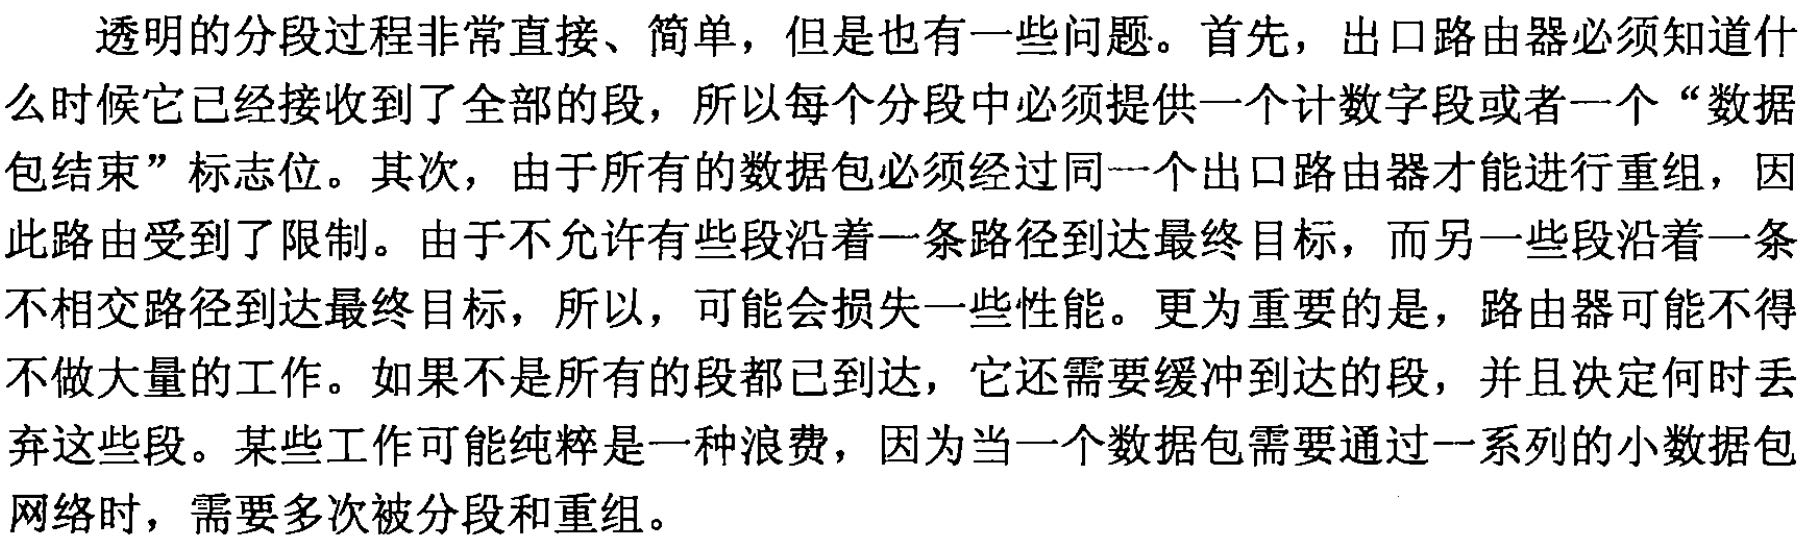 透明的分段过程非常直接、简单，但是也有一些问题。首先，出口路由器必须知道什
么时候它已经接收到了全部的段，所以每个分段中必须提供一个计数字段或者一个“数据
包结束”标志位。其次，由于所有的数据包必须经过同一个出口路由器才能进行重组，因
此路由受到了限制。由于不允许有些段沿着一条路径到达最终目标，而另一些段沿着一条
不相交路径到达最终目标，所以，可能会损失一些性能。更为重要的是，路由器可能不得
不做大量的工作。如果不是所有的段都已到达，它还需要缓冲到达的段，并且决定何时丢
弃这些段。某些工作可能纯粹是一种浪费，因为当一个数据包需要通过一系列的小数据包
网络时，需要多次被分段和重组。